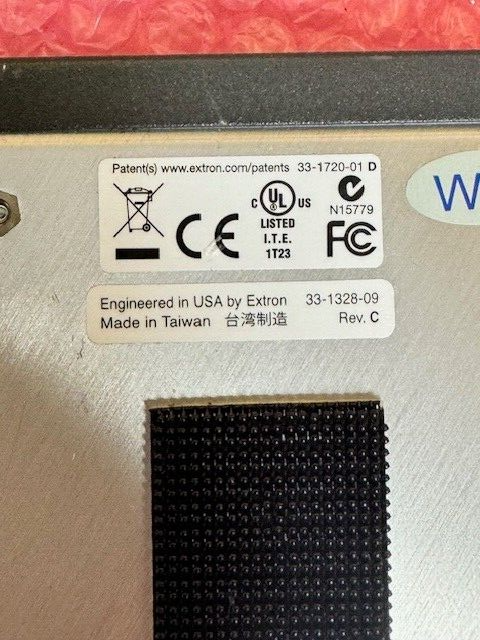 Patent(s) www.extron.com/patents 33-1720-01 D
C UL US
LISTED
I.T.E.
1T23
CE
N15779
FC
Engineered in USA by Extron 33-1328-09
Made in Taiwan 台湾制造 Rev. C
W